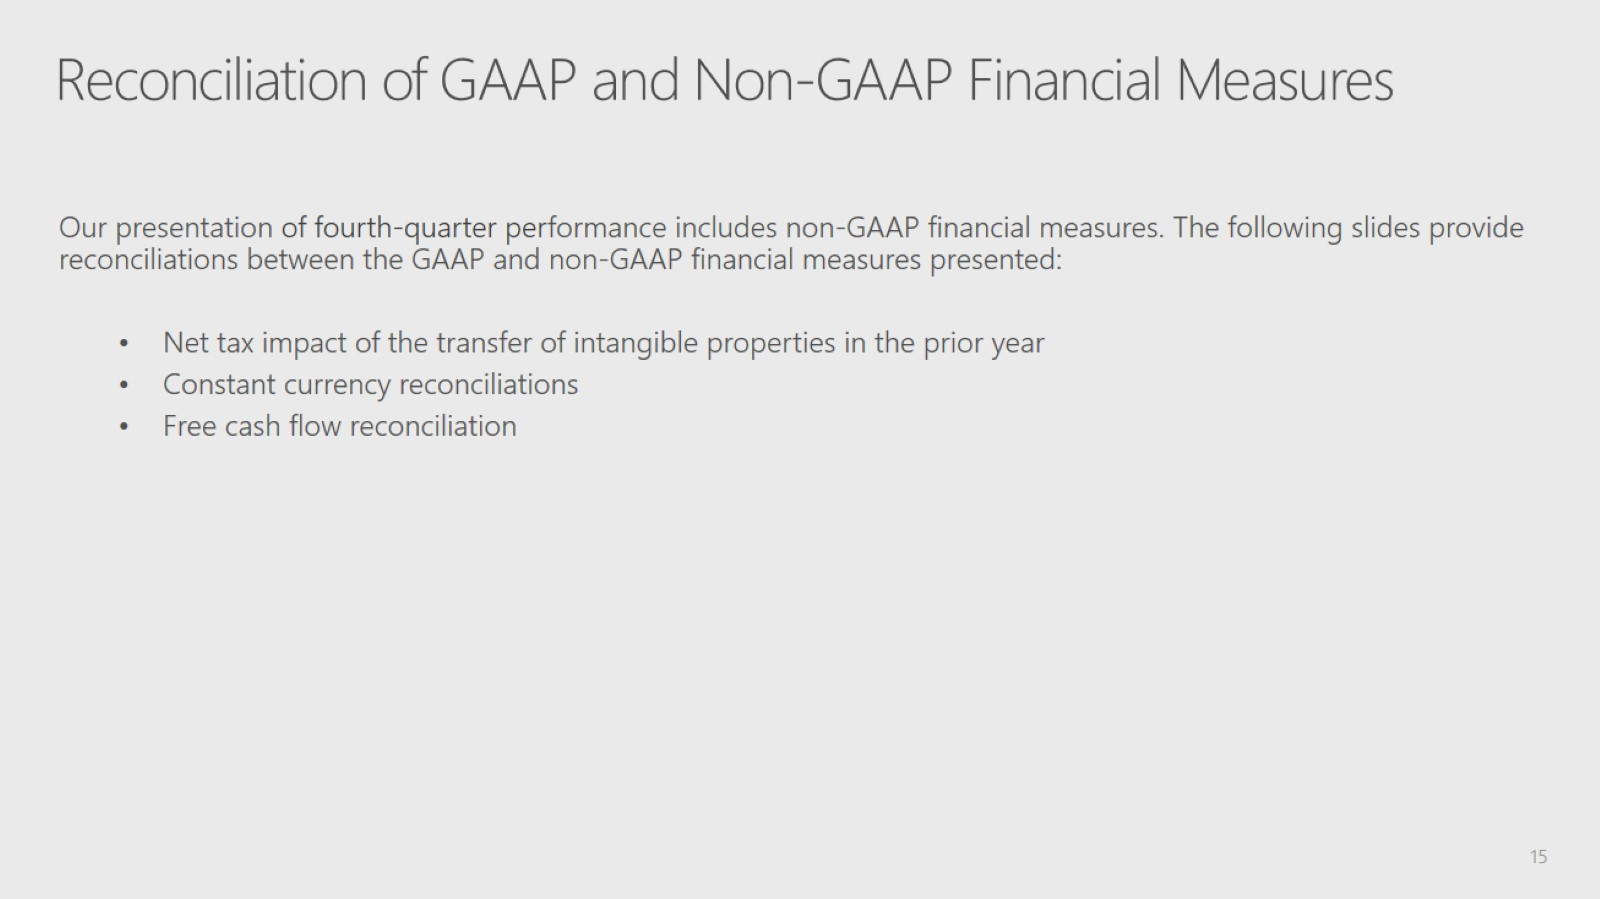 Reconciliation of GAAP and Non-GAAP Financial Measures
Our presentation of fourth-quarter performance includes non-GAAP financial measures. The following slides provide
reconciliations between the GAAP and non-GAAP financial measures presented:
• Net tax impact of the transfer of intangible properties in the prior year
• Constant currency reconciliations
• Free cash flow reconciliation
15